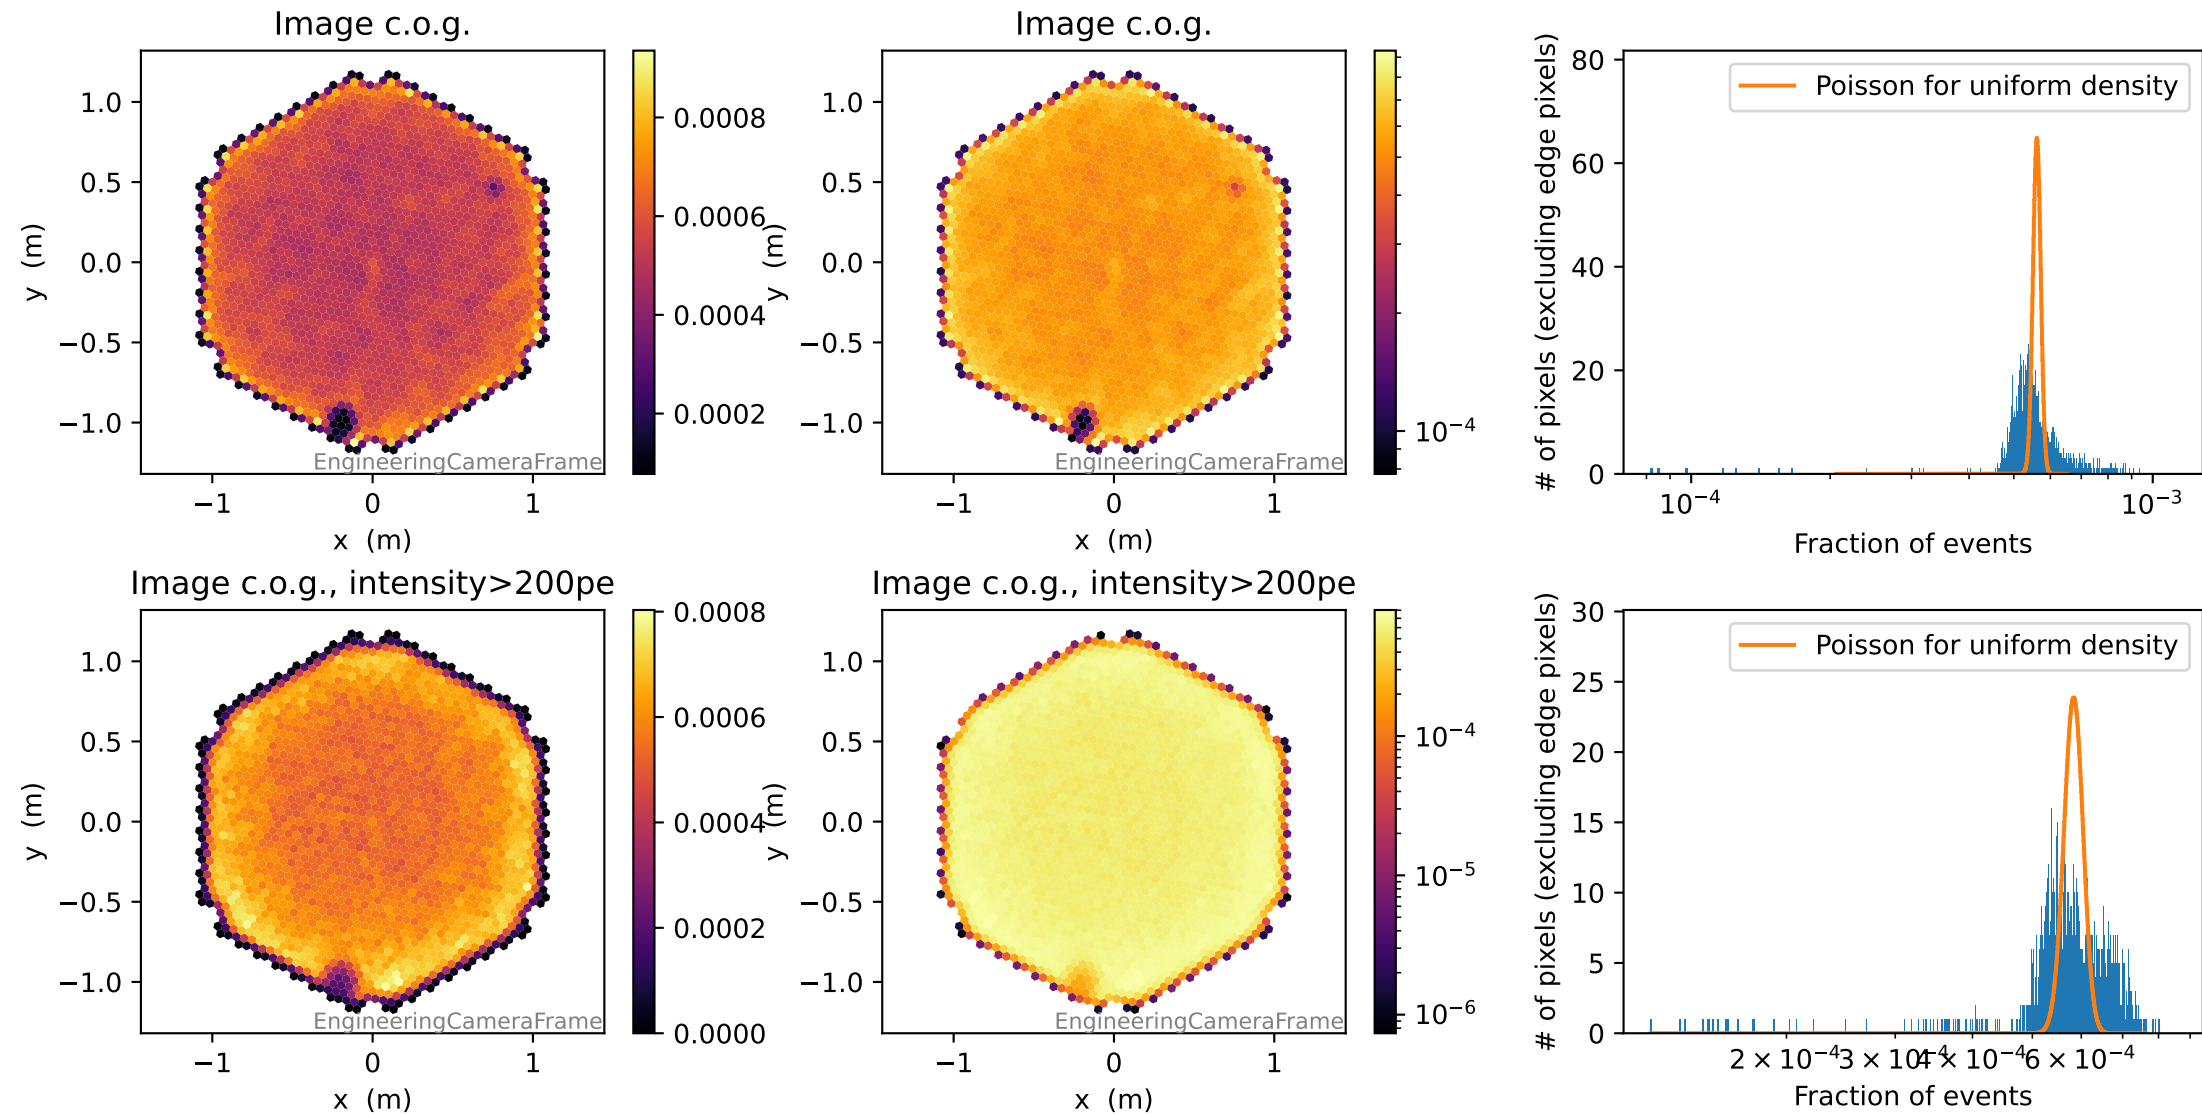 Image c.o.g.
1.0
0.5
0.0
−0.5
−1.0
y (m)
−1
0
1
x (m)
EngineeringCameraFrame
0.0008
0.0006
0.0004
0.0002
Image c.o.g.
1.0
0.5
0.0
−0.5
−1.0
y (m)
−1
0
1
x (m)
EngineeringCameraFrame
10⁻⁴
80
60
40
20
0
# of pixels (excluding edge pixels)
Poisson for uniform density
10⁻⁴
10⁻³
Fraction of events
Image c.o.g., intensity>200pe
1.0
0.5
0.0
−0.5
−1.0
y (m)
−1
0
1
x (m)
EngineeringCameraFrame
0.0008
0.0006
0.0004
0.0002
0.0000
Image c.o.g., intensity>200pe
1.0
0.5
0.0
−0.5
−1.0
y (m)
−1
0
1
x (m)
EngineeringCameraFrame
10⁻⁴
10⁻⁵
10⁻⁶
30
25
20
15
10
5
0
# of pixels (excluding edge pixels)
Poisson for uniform density
2 × 10⁻⁴
3 × 10⁻⁴
4 × 10⁻⁴
6 × 10⁻⁴
Fraction of events